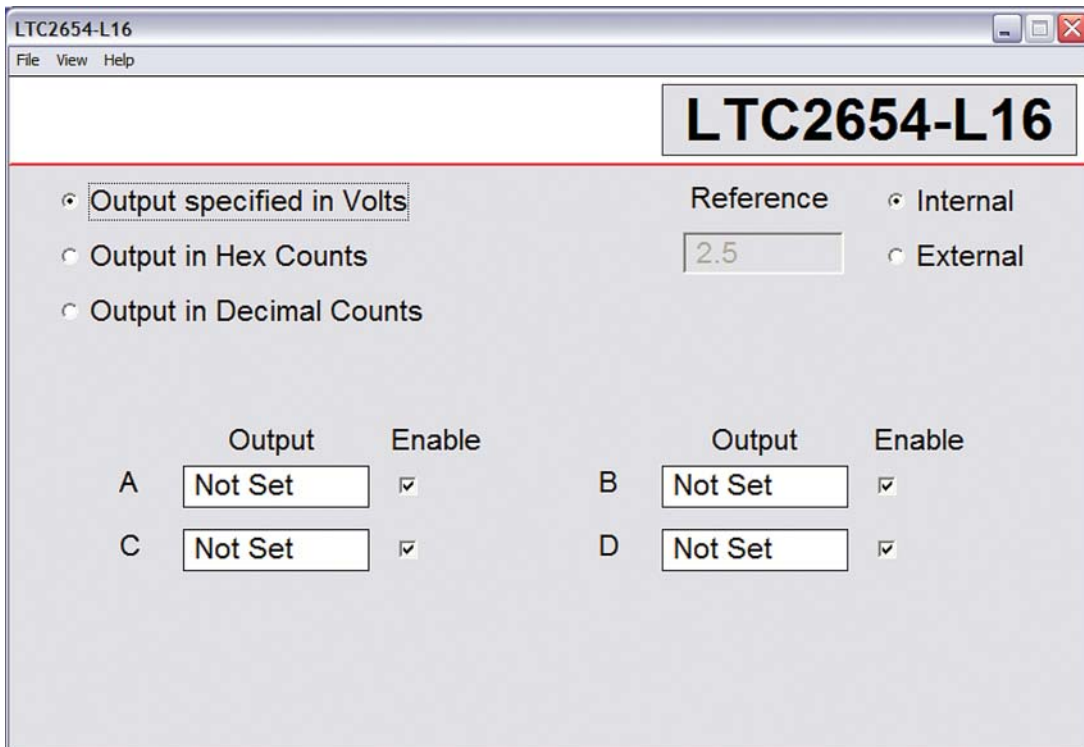 LTC2654-L16
File View Help
LTC2654-L16
Output specified in Volts
Reference
Internal
Output in Hex Counts
2.5
External
Output in Decimal Counts
Output Enable Output Enable
A Not Set B Not Set
C Not Set D Not Set